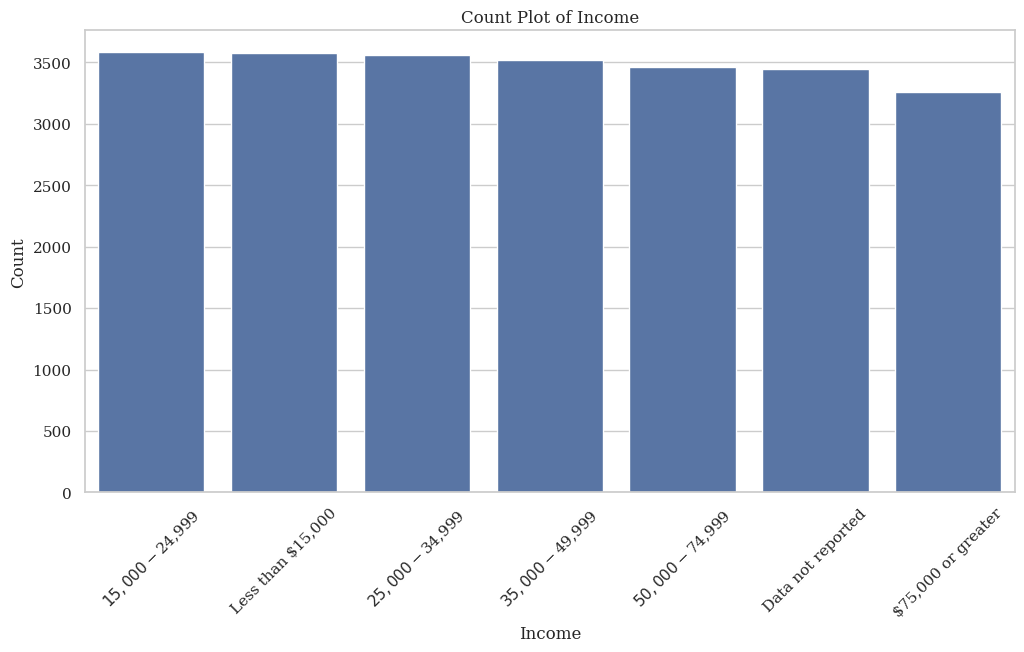 Count Plot of Income
Count
3500
3000
2500
2000
1500
1000
500
0
15, 000 − 24,999
Less than $15,000
25, 000 − 34,999
35, 000 − 49,999
50, 000 − 74,999
Data not reported
$75,000 or greater
Income